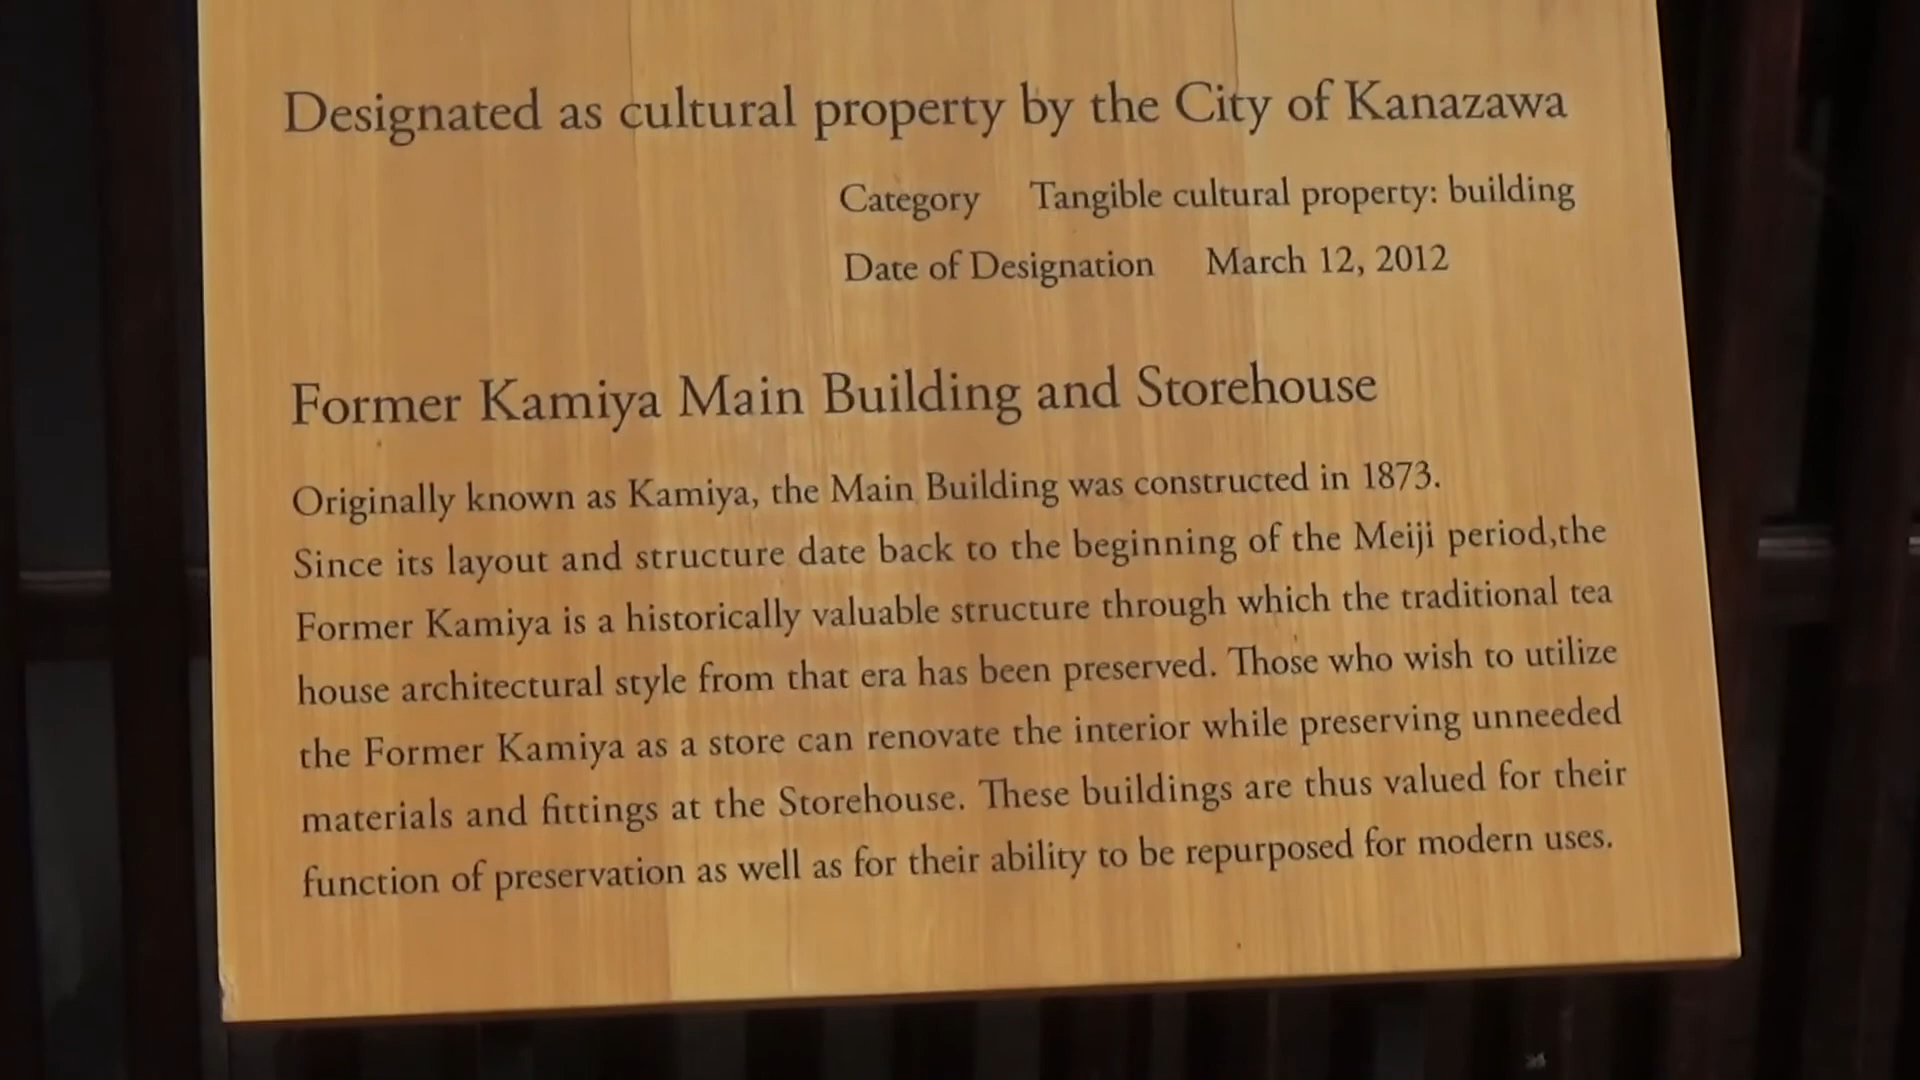 Designated as cultural property by the City of Kanazawa
Category Tangible cultural property: building
Date of Designation March 12, 2012
Former Kamiya Main Building and Storehouse
Originally known as Kamiya, the Main Building was constructed in 1873.
Since its layout and structure date back to the beginning of the Meiji period,the
Former Kamiya is a historically valuable structure through which the traditional tea
house architectural style from that era has been preserved. Those who wish to utilize
the Former Kamiya as a store can renovate the interior while preserving unneeded
materials and fittings at the Storehouse. These buildings are thus valued for their
function of preservation as well as for their ability to be repurposed for modern uses.